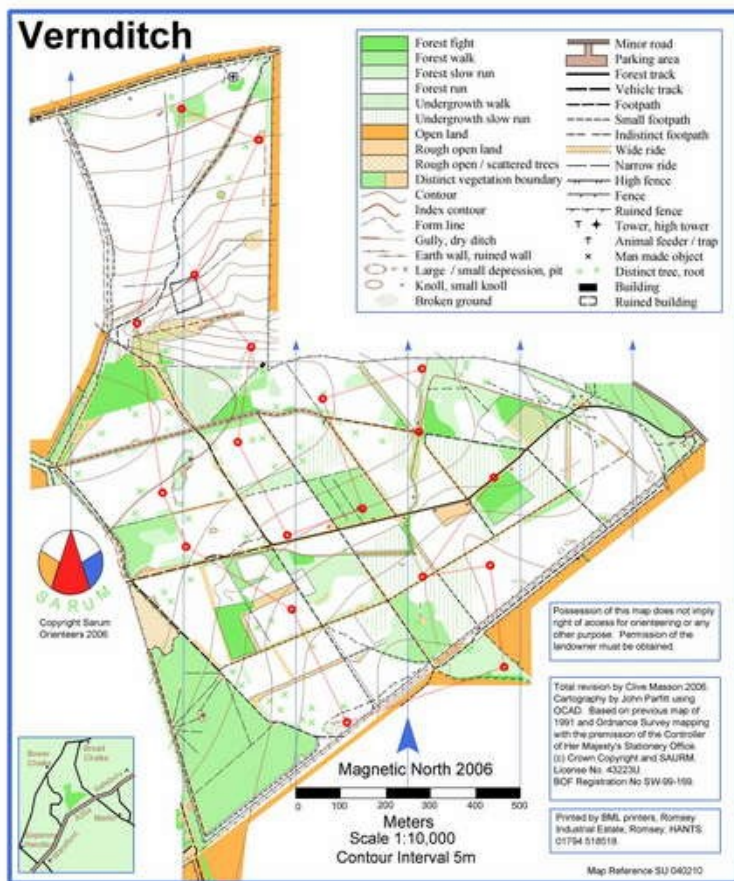 Vernditch
Forest fight
Forest walk
Forest slow run
Forest run
Undergrowth walk
Undergrowth slow run
Open land
Rough open land
Rough open / scattered trees
Distinct vegetation boundary
Contour
Index contour
Form line
Gully, dry ditch
Earth wall, ruined wall
Large / small depression, pit
Knoll, small knoll
Broken ground
Minor road
Parking area
Forest track
Vehicle track
Footpath
Small footpath
Indistinct footpath
Wide ride
Narrow ride
High fence
Fence
Ruined fence
Tower, high tower
Animal feeder / trap
Man made object
Distinct tree, root
Building
Ruined building
SARUM
Copyright Sarum
Orienteers 2006
Possession of this map does not imply
right of access for orienteering or any
other purpose. Permission of the
landowner must be obtained.
Total revision by Clive Masson 2006.
Cartography by John Parfitt using
OCAD. Based on previous map of
1991 and Ordnance Survey mapping
with the premission of the Controller
of Her Majesty's Stationery Office.
(c) Crown Copyright and SAURM.
License No. 43223U.
BOF Registration No SW-99-169.
Printed by BML printers, Romsey
Industrial Estate, Romsey, HANTS.
01794 518518.
Magnetic North 2006
0 100 200 300 400 500
Meters
Scale 1:10,000
Contour Interval 5m
Bower
Chalke
Broad
Chalke
Map Reference SU 040210